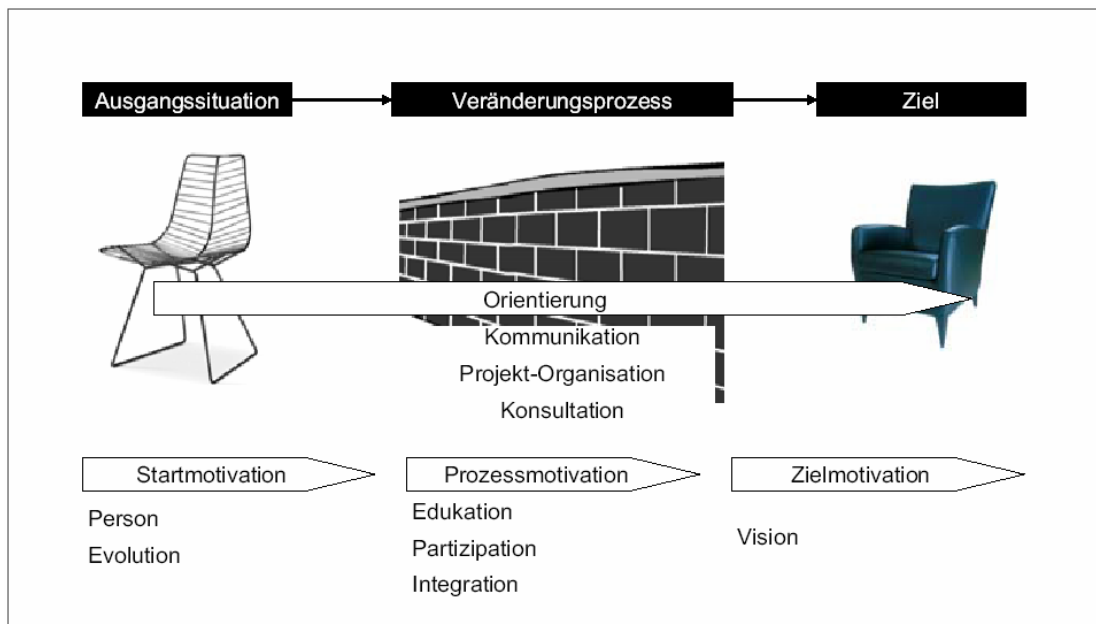 Ausgangssituation
Veränderungsprozess
Ziel
Orientierung
Kommunikation
Projekt-Organisation
Konsultation
Startmotivation
Prozessmotivation
Zielmotivation
Person
Evolution
Edukation
Partizipation
Integration
Vision